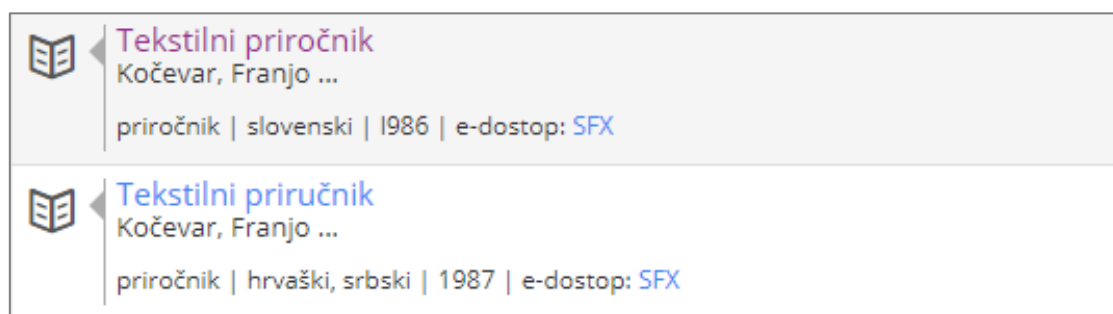 Tekstilni priročnik
Kočevar, Franjo ...
priročnik | slovenski | l986 | e-dostop: SFX
Tekstilni priručnik
Kočevar, Franjo ...
priročnik | hrvaški, srbski | 1987 | e-dostop: SFX